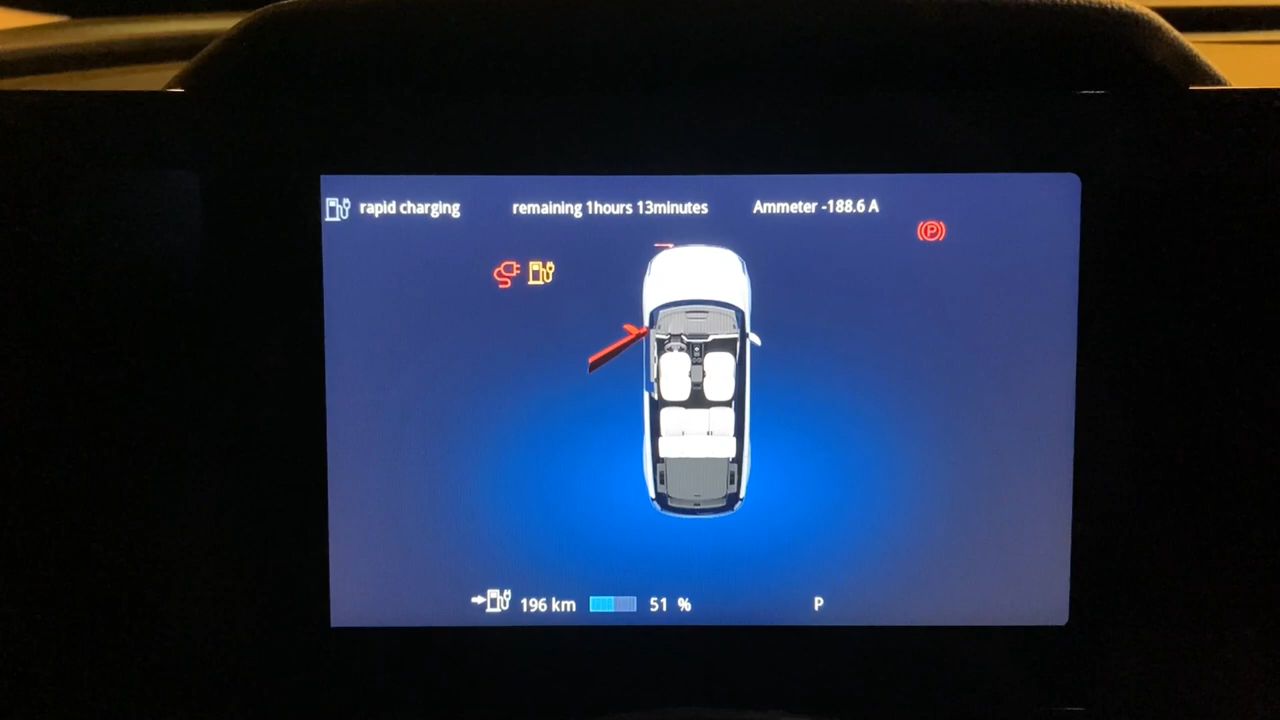 rapid charging remaining 1hours 13minutes Ammeter -188.6 A
P
196 km 51 % P